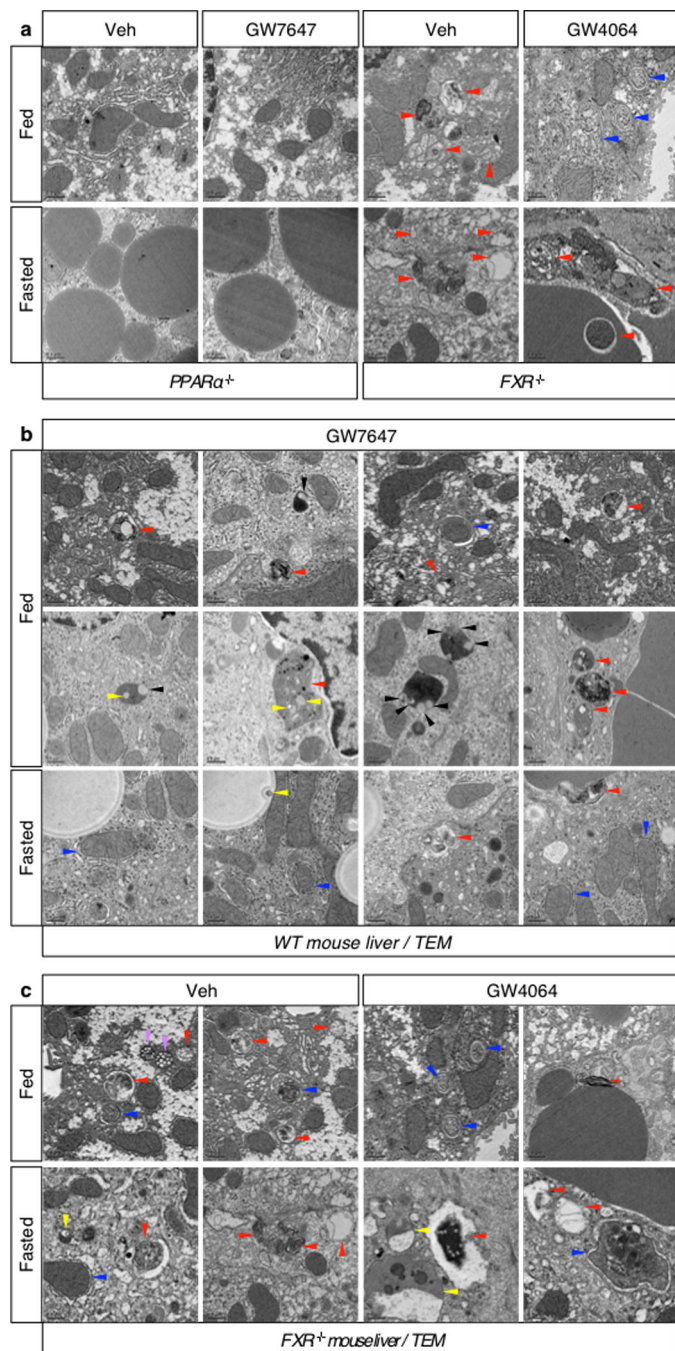 a
Veh GW7647 Veh GW4064
Fed
Fasted
PPARα-/- FXR-/-
b
GW7647
Fed
Fasted
WT mouse liver / TEM
c
Veh GW4064
Fed
Fasted
FXR-/- mouse liver / TEM